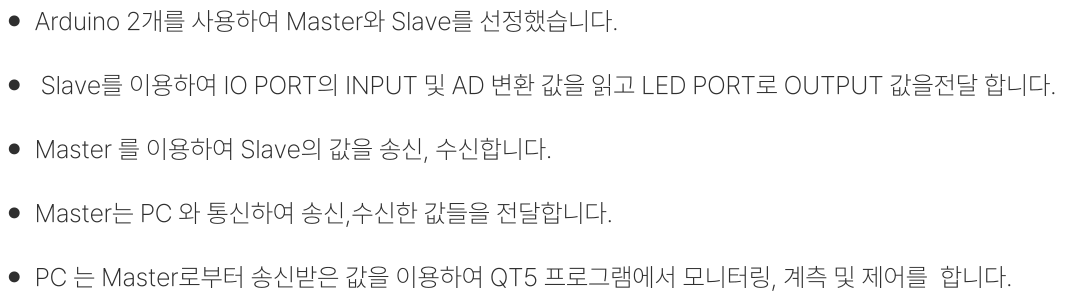 ● Arduino 2개를 사용하여 Master와 Slave를 선정했습니다.
● Slave를 이용하여 IO PORT의 INPUT 및 AD 변환 값을 읽고 LED PORT로 OUTPUT 값을전달 합니다.
● Master 를 이용하여 Slave의 값을 송신, 수신합니다.
● Master는 PC 와 통신하여 송신,수신한 값들을 전달합니다.
● PC 는 Master로부터 송신받은 값을 이용하여 QT5 프로그램에서 모니터링, 계측 및 제어를 합니다.